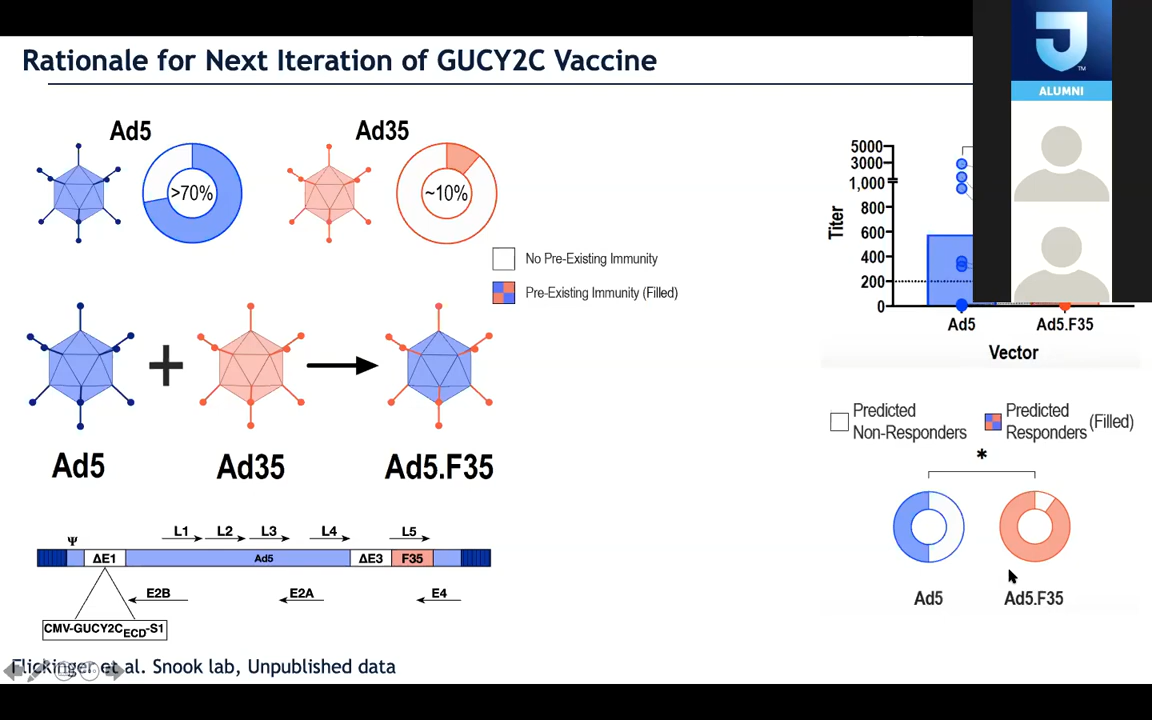 Rationale for Next Iteration of GUCY2C Vaccine
ALUMNI
TM
Ad5
Ad35
>70%
~10%
No Pre-Existing Immunity
Pre-Existing Immunity (Filled)
Ad5
+
Ad35
Ad5.F35
L1
L2
L3
L4
L5
Ψ
ΔE1
Ad5
ΔE3
F35
E2B
E2A
E4
CMV-GUCY2CECD-S1
Flickinger et al. Snook lab, Unpublished data
Titer
5000
3000
1,000
800
600
400
200
0
Ad5
Ad5.F35
Vector
Predicted
Non-Responders
Predicted
Responders
(Filled)
*
Ad5
Ad5.F35